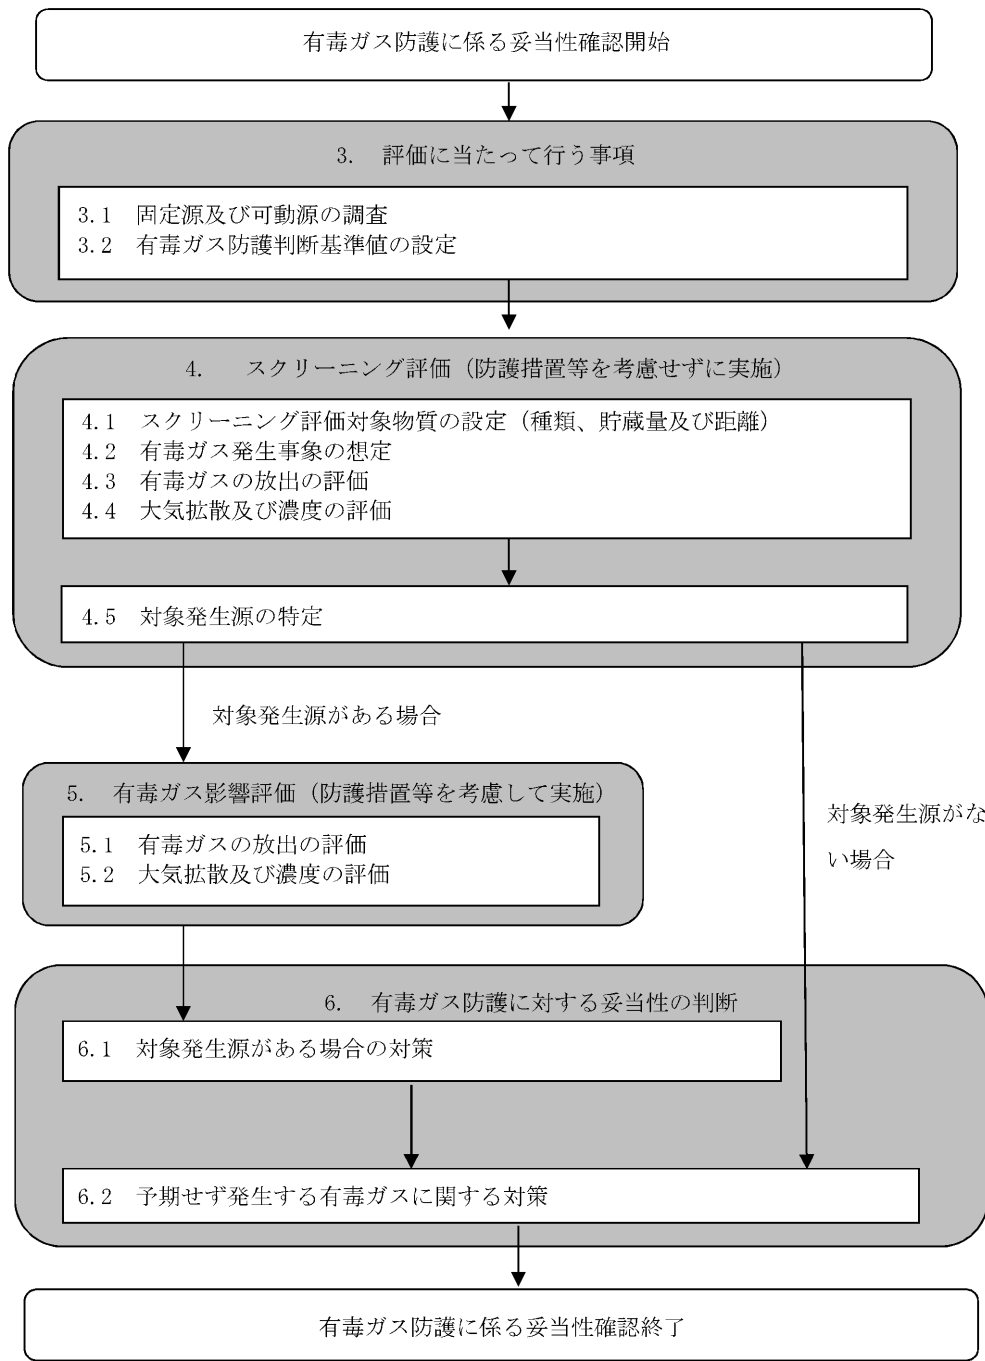 有毒ガス防護に係る妥当性確認開始
3. 評価に当たって行う事項
3.1 固定源及び可動源の調査
3.2 有毒ガス防護判断基準値の設定
4. スクリーニング評価（防護措置等を考慮せずに実施）
4.1 スクリーニング評価対象物質の設定（種類、貯蔵量及び距離）
4.2 有毒ガス発生事象の想定
4.3 有毒ガスの放出の評価
4.4 大気拡散及び濃度の評価
4.5 対象発生源の特定
対象発生源がある場合
5. 有毒ガス影響評価（防護措置等を考慮して実施）
5.1 有毒ガスの放出の評価
5.2 大気拡散及び濃度の評価
対象発生源がな
い場合
6. 有毒ガス防護に対する妥当性の判断
6.1 対象発生源がある場合の対策
6.2 予期せず発生する有毒ガスに関する対策
有毒ガス防護に係る妥当性確認終了